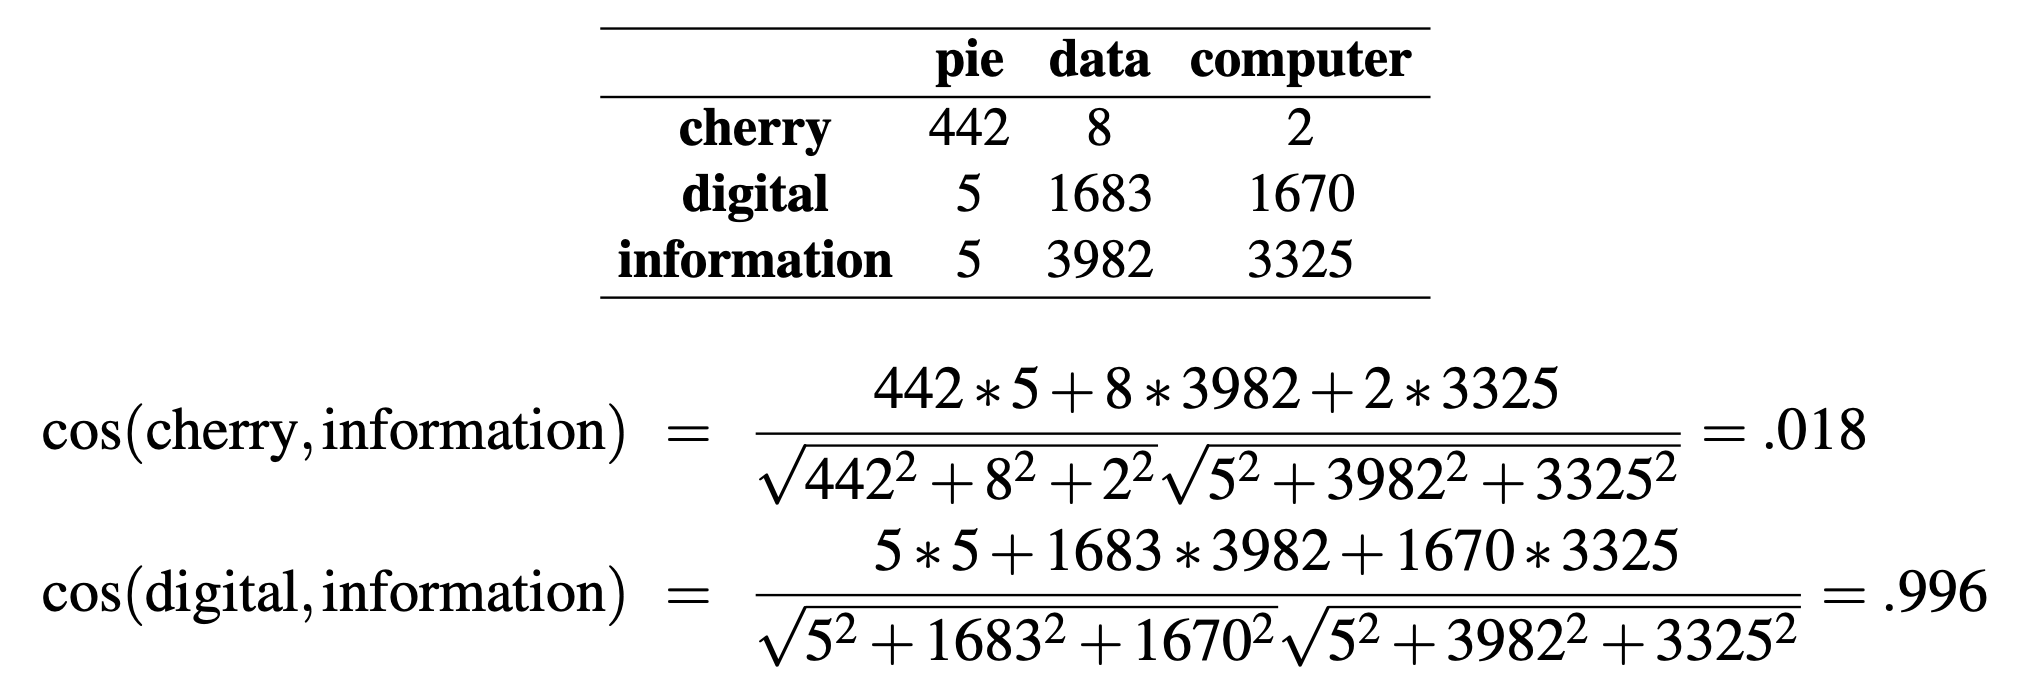 pie data computer
cherry 442 8 2
digital 5 1683 1670
information 5 3982 3325
cos(cherry, information) = (442 ∗ 5 + 8 ∗ 3982 + 2 ∗ 3325) / (√(442² + 8² + 2²) √(5² + 3982² + 3325²)) = .018
cos(digital, information) = (5 ∗ 5 + 1683 ∗ 3982 + 1670 ∗ 3325) / (√(5² + 1683² + 1670²) √(5² + 3982² + 3325²)) = .996